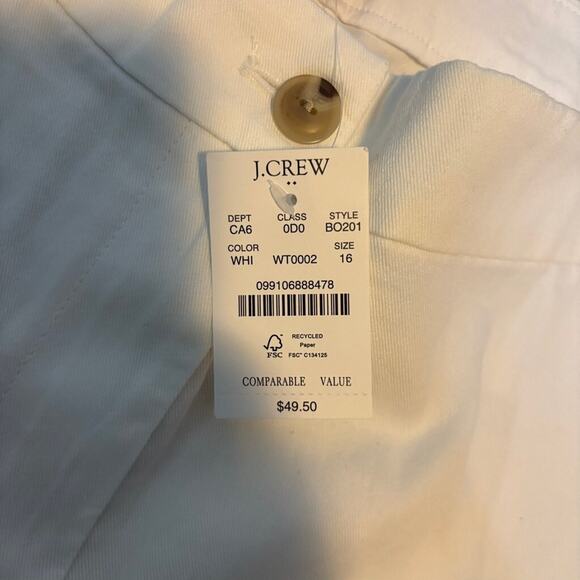 J.CREW
DEPT CLASS STYLE
CA6 0D0 BO201
COLOR SIZE
WHI WT0002 16
099106888478
RECYCLED
Paper
FSC FSC® C134125
COMPARABLE VALUE
$49.50